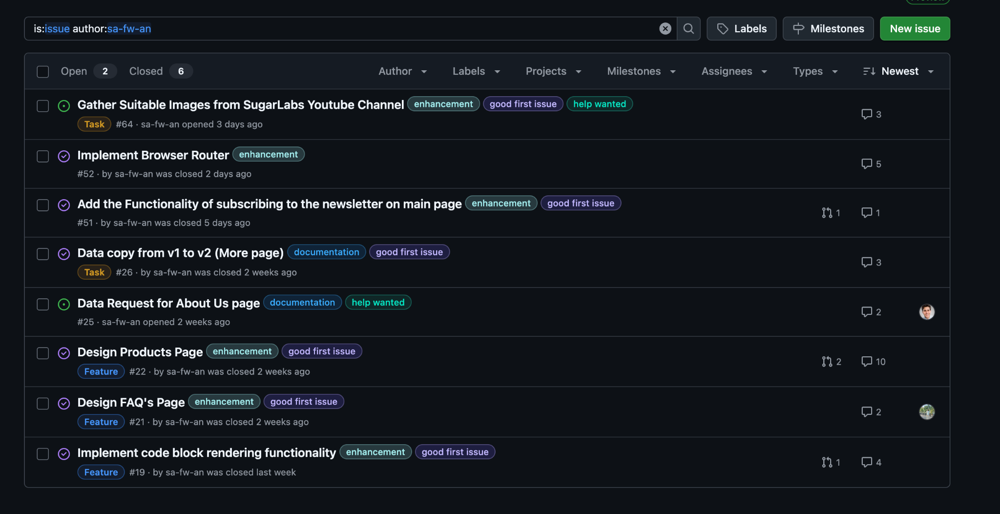 is:issue author:sa-fw-an
Labels
Milestones
New issue
Open 2 Closed 6
Author Labels Projects Milestones Assignees Types Newest
Gather Suitable Images from SugarLabs Youtube Channel enhancement good first issue help wanted
Task #64 · sa-fw-an opened 3 days ago
3
Implement Browser Router enhancement
#52 · by sa-fw-an was closed 2 days ago
5
Add the Functionality of subscribing to the newsletter on main page enhancement good first issue
#51 · by sa-fw-an was closed 5 days ago
1 1
Data copy from v1 to v2 (More page) documentation good first issue
Task #26 · by sa-fw-an was closed 2 weeks ago
3
Data Request for About Us page documentation help wanted
#25 · sa-fw-an opened 2 weeks ago
2
Design Products Page enhancement good first issue
Feature #22 · by sa-fw-an was closed 2 weeks ago
2 10
Design FAQ's Page enhancement good first issue
Feature #21 · by sa-fw-an was closed 2 weeks ago
2
Implement code block rendering functionality enhancement good first issue
Feature #19 · by sa-fw-an was closed last week
1 4